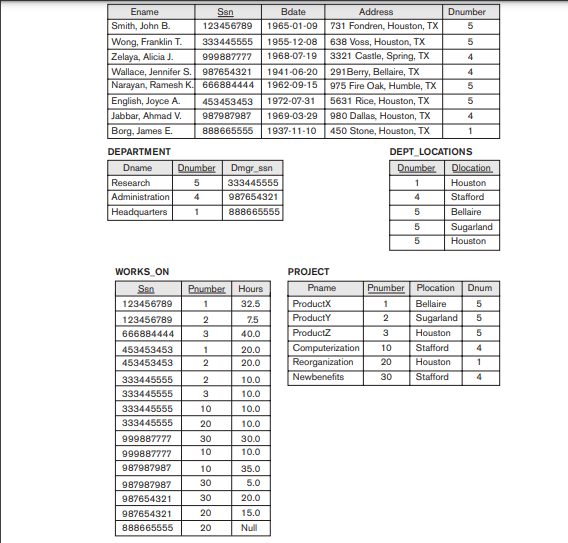 Ename Ssn Bdate Address Dnumber
Smith, John B. 123456789 1965-01-09 731 Fondren, Houston, TX 5
Wong, Franklin T. 333445555 1955-12-08 638 Voss, Houston, TX 5
Zelaya, Alicia J. 999887777 1968-07-19 3321 Castle, Spring, TX 4
Wallace, Jennifer S. 987654321 1941-06-20 291Berry, Bellaire, TX 4
Narayan, Ramesh K. 666884444 1962-09-15 975 Fire Oak, Humble, TX 5
English, Joyce A. 453453453 1972-07-31 5631 Rice, Houston, TX 5
Jabbar, Ahmad V. 987987987 1969-03-29 980 Dallas, Houston, TX 4
Borg, James E. 888665555 1937-11-10 450 Stone, Houston, TX 1
DEPARTMENT
Dname Dnumber Dmgr_ssn
Research 5 333445555
Administration 4 987654321
Headquarters 1 888665555
DEPT_LOCATIONS
Dnumber Dlocation
1 Houston
4 Stafford
5 Bellaire
5 Sugarland
5 Houston
WORKS_ON
Ssn Pnumber Hours
123456789 1 32.5
123456789 2 7.5
666884444 3 40.0
453453453 1 20.0
453453453 2 20.0
333445555 2 10.0
333445555 3 10.0
333445555 10 10.0
333445555 20 10.0
999887777 30 30.0
999887777 10 10.0
987987987 10 35.0
987987987 30 5.0
987654321 30 20.0
987654321 20 15.0
888665555 20 Null
PROJECT
Pname Pnumber Plocation Dnum
ProductX 1 Bellaire 5
ProductY 2 Sugarland 5
ProductZ 3 Houston 5
Computerization 10 Stafford 4
Reorganization 20 Houston 1
Newbenefits 30 Stafford 4